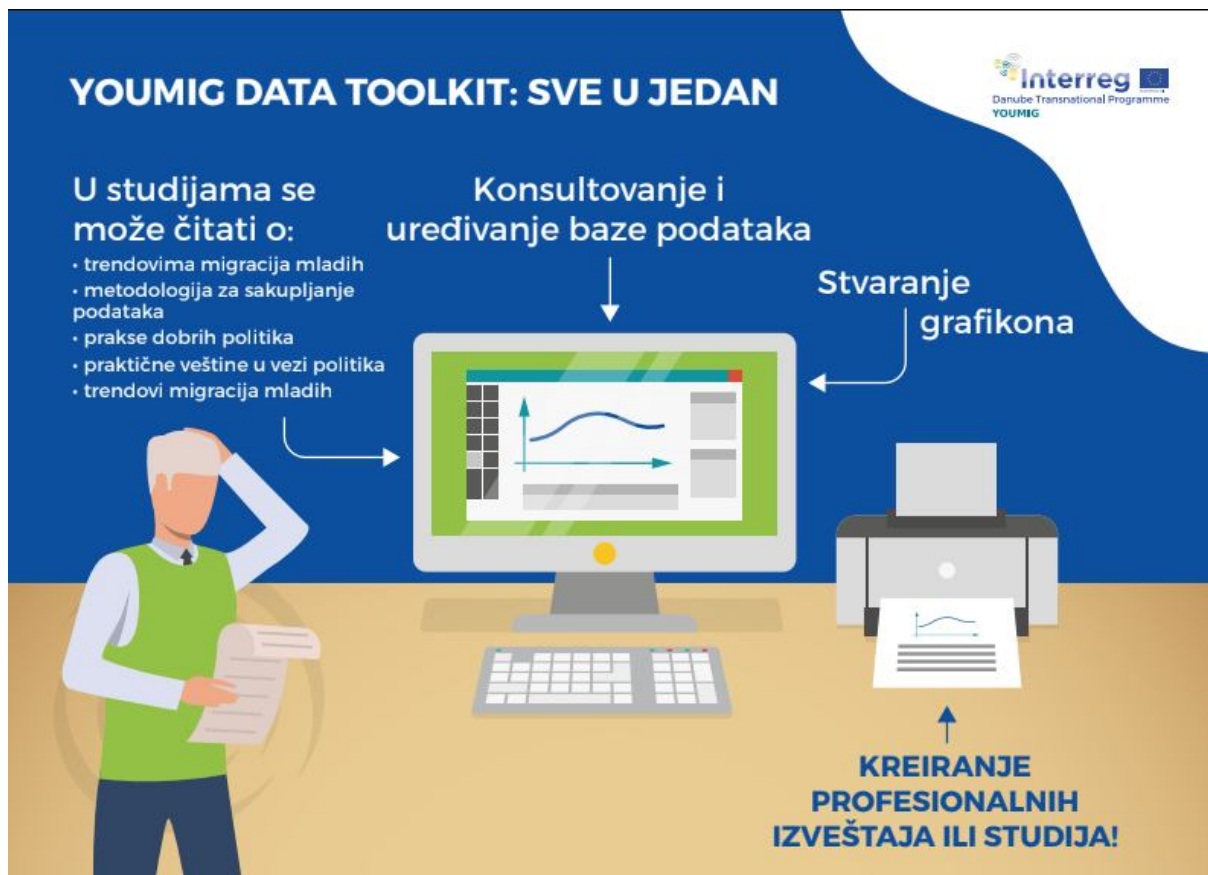 YOUMIG DATA TOOLKIT: SVE U JEDAN
Interreg
Danube Transnational Programme
YOUMIG
U studijama se
može čitati o:
• trendovima migracija mladih
• metodologija za sakupljanje
podataka
• prakse dobrih politika
• praktične veštine u vezi politika
• trendovi migracija mladih
Konsultovanje i
uređivanje baze podataka
Stvaranje
grafikona
KREIRANJE
PROFESIONALNIH
IZVEŠTAJA ILI STUDIJA!